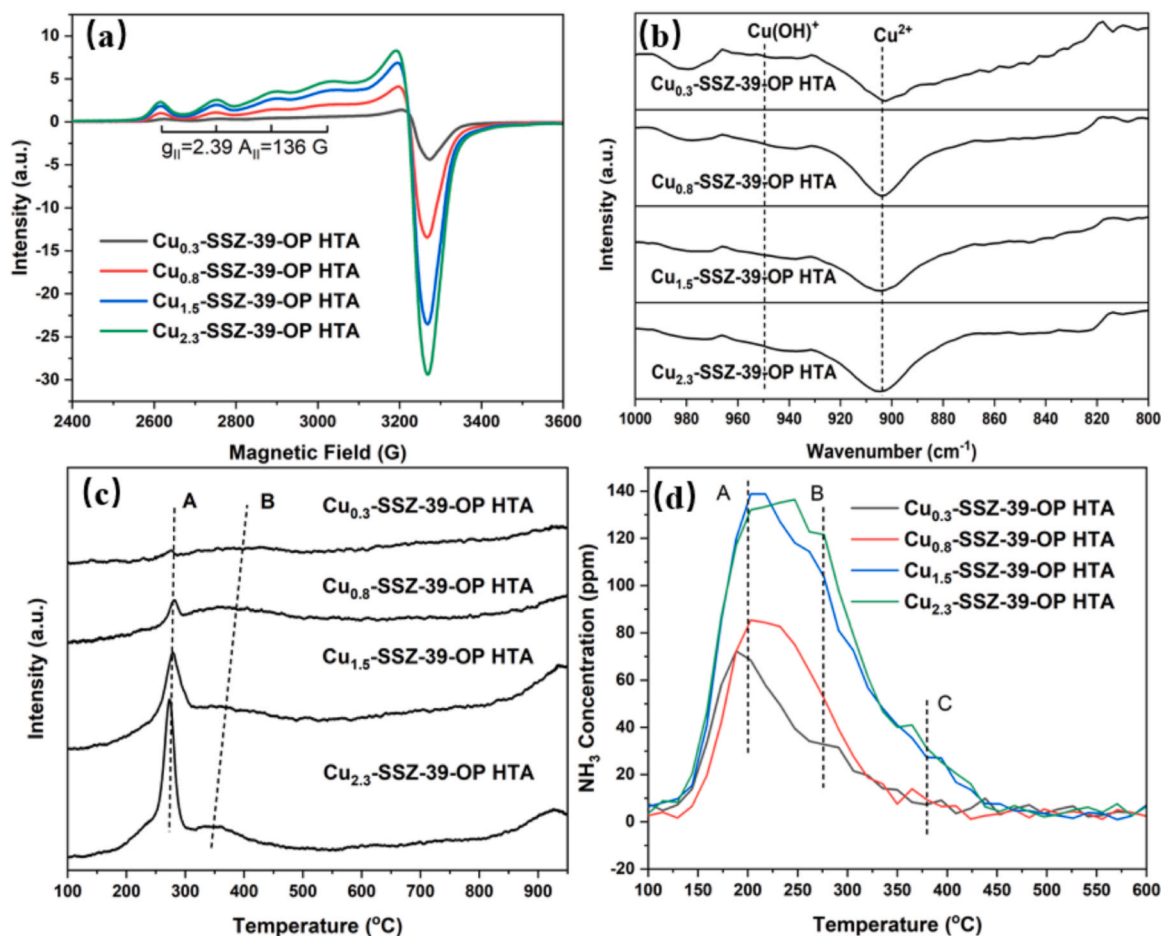 (a)
10
5
0
-5
-10
-15
-20
-25
-30
Intensity (a.u.)
g||=2.39 A||=136 G
Cu0.3-SSZ-39-OP HTA
Cu0.8-SSZ-39-OP HTA
Cu1.5-SSZ-39-OP HTA
Cu2.3-SSZ-39-OP HTA
2400 2600 2800 3000 3200 3400 3600
Magnetic Field (G)
(b)
Cu(OH)+ Cu2+
Intensity (a.u.)
Cu0.3-SSZ-39-OP HTA
Cu0.8-SSZ-39-OP HTA
Cu1.5-SSZ-39-OP HTA
Cu2.3-SSZ-39-OP HTA
1000 980 960 940 920 900 880 860 840 820 800
Wavenumber (cm-1)
(c)
A B
Intensity (a.u.)
Cu0.3-SSZ-39-OP HTA
Cu0.8-SSZ-39-OP HTA
Cu1.5-SSZ-39-OP HTA
Cu2.3-SSZ-39-OP HTA
100 200 300 400 500 600 700 800 900
Temperature (oC)
(d)
140
120
100
80
60
40
20
0
-20
NH3 Concentration (ppm)
A B
C
Cu0.3-SSZ-39-OP HTA
Cu0.8-SSZ-39-OP HTA
Cu1.5-SSZ-39-OP HTA
Cu2.3-SSZ-39-OP HTA
100 150 200 250 300 350 400 450 500 550 600
Temperature (oC)